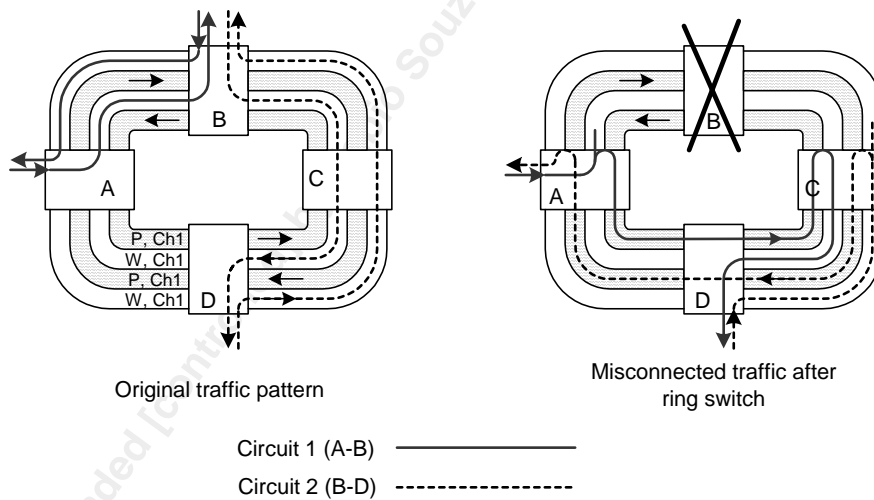 B
A
C
P, Ch1
W, Ch1
P, Ch1
W, Ch1
D
Original traffic pattern
B
A
C
D
Misconnected traffic after
ring switch
Circuit 1 (A-B)
Circuit 2 (B-D)